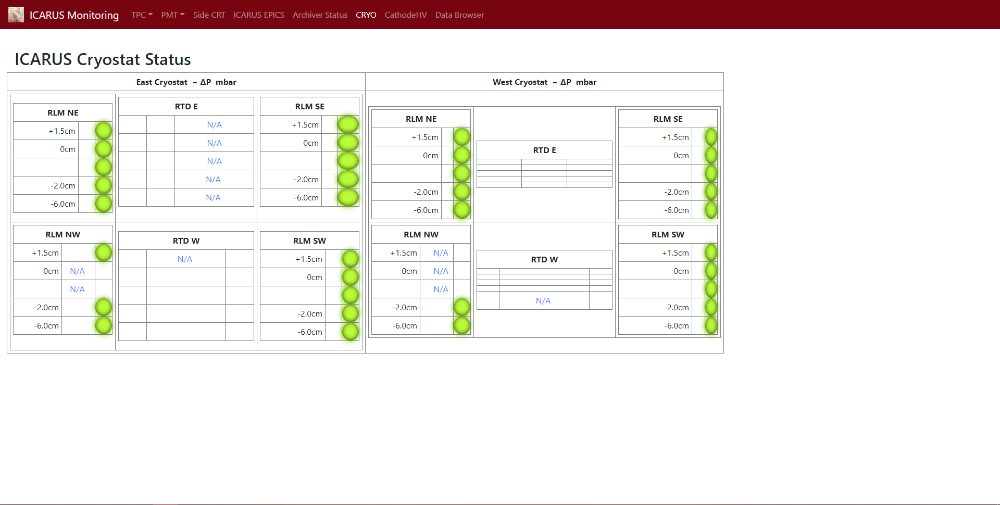 ICARUS Monitoring TPC PMT Side CRT ICARUS EPICS Archiver Status CRYO CathodeHV Data Browser
ICARUS Cryostat Status
East Cryostat – ΔP mbar
RLM NE
+1.5cm
0cm
-2.0cm
-6.0cm
RTD E
N/A
N/A
N/A
N/A
N/A
RLM SE
+1.5cm
0cm
-2.0cm
-6.0cm
RLM NW
+1.5cm
0cm N/A
N/A
-2.0cm
-6.0cm
RTD W
N/A
RLM SW
+1.5cm
0cm
-2.0cm
-6.0cm
West Cryostat – ΔP mbar
RLM NE
+1.5cm
0cm
-2.0cm
-6.0cm
RTD E
RLM SE
+1.5cm
0cm
-2.0cm
-6.0cm
RLM NW
+1.5cm N/A
0cm N/A
N/A
-2.0cm
-6.0cm
RTD W
N/A
RLM SW
+1.5cm
0cm
-2.0cm
-6.0cm